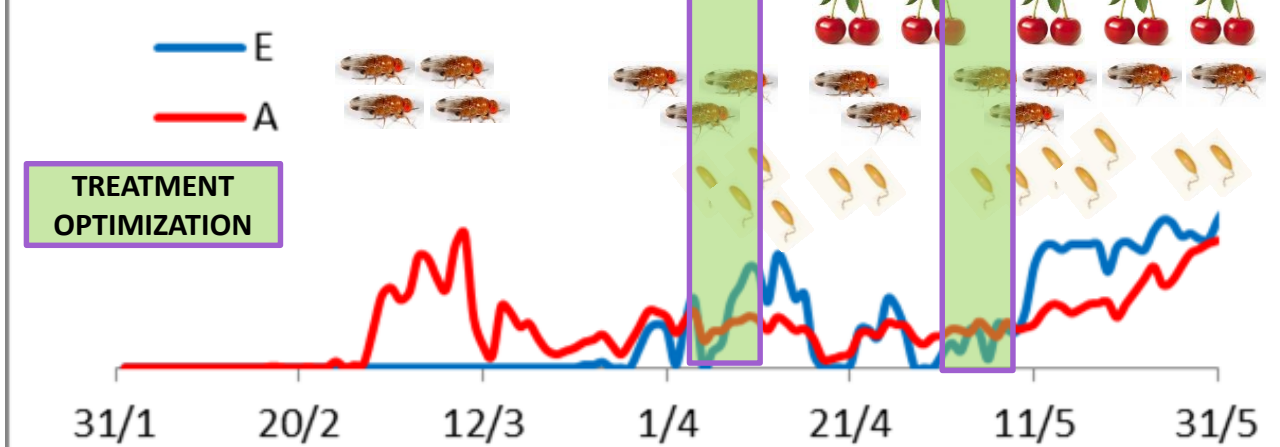 E
A
TREATMENT
OPTIMIZATION
31/1 20/2 12/3 1/4 21/4 11/5 31/5